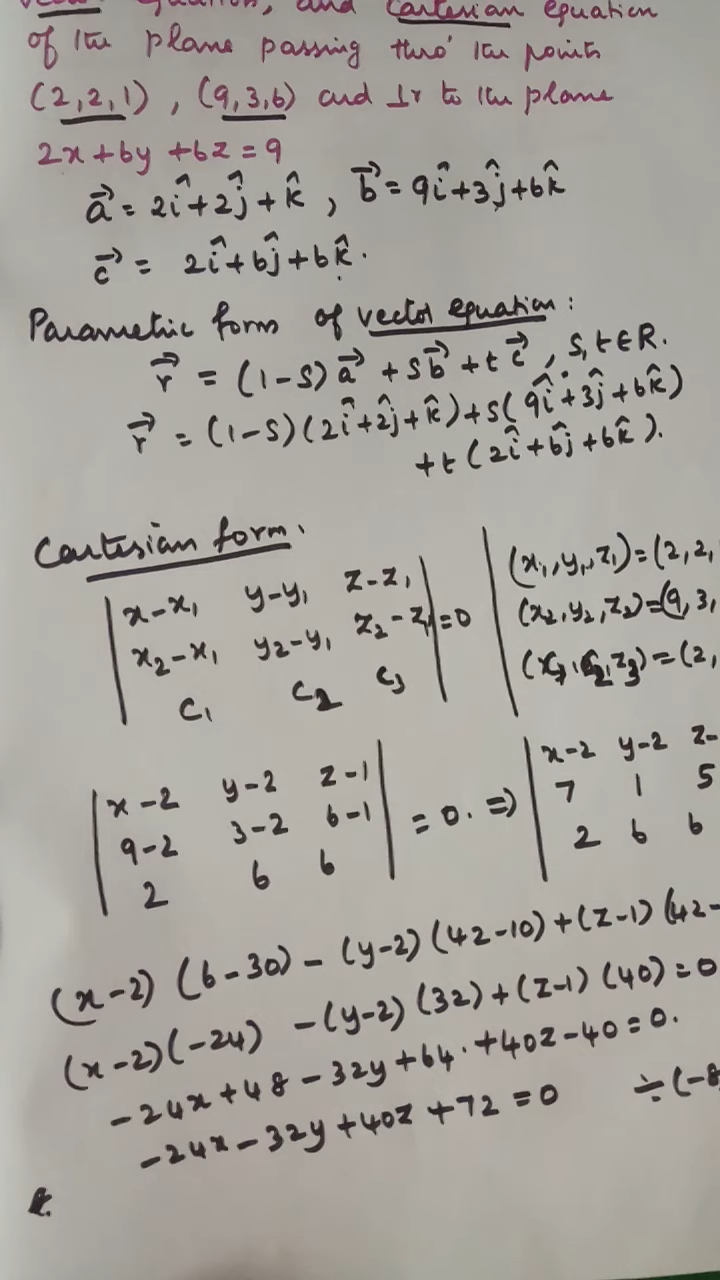 Equation, and Cartesian Equation
of the plane passing thro' the points
(2,2,1), (9,3,6) and ⊥r to the plane
2x+6y+6z=9
a⃗ = 2î+2ĵ+k̂, b⃗ = 9î+3ĵ+6k̂
c⃗ = 2î+6ĵ+6k̂.
Parametric form of vector equation:
r⃗ = (1-s)a⃗ + sb⃗ + tc⃗, s,t∈R.
r⃗ = (1-s)(2î+2ĵ+k̂)+s(9î+3ĵ+6k̂)
+t(2î+6ĵ+6k̂).
Cartesian form.
| x-x₁ y-y₁ z-z₁ | (x₁,y₁,z₁)=(2,2,
| x₂-x₁ y₂-y₁ z₂-z₁ |=0 (x₂,y₂,z₂)=(9,3,
| c₁ c₂ c₃ | =(2,
| x-2 y-2 z-1 | | x-2 y-2 z-
| 9-2 3-2 6-1 | =0. ⇒ | 7 1 5
| 2 6 6 | | 2 6 6
(x-2)(6-30)-(y-2)(42-10)+(z-1)(42-
(x-2)(-24) -(y-2)(32)+(z-1)(40)=0
-24x+48-32y+64.+40z-40=0.
-24x-32y+40z+72=0 ÷(-8